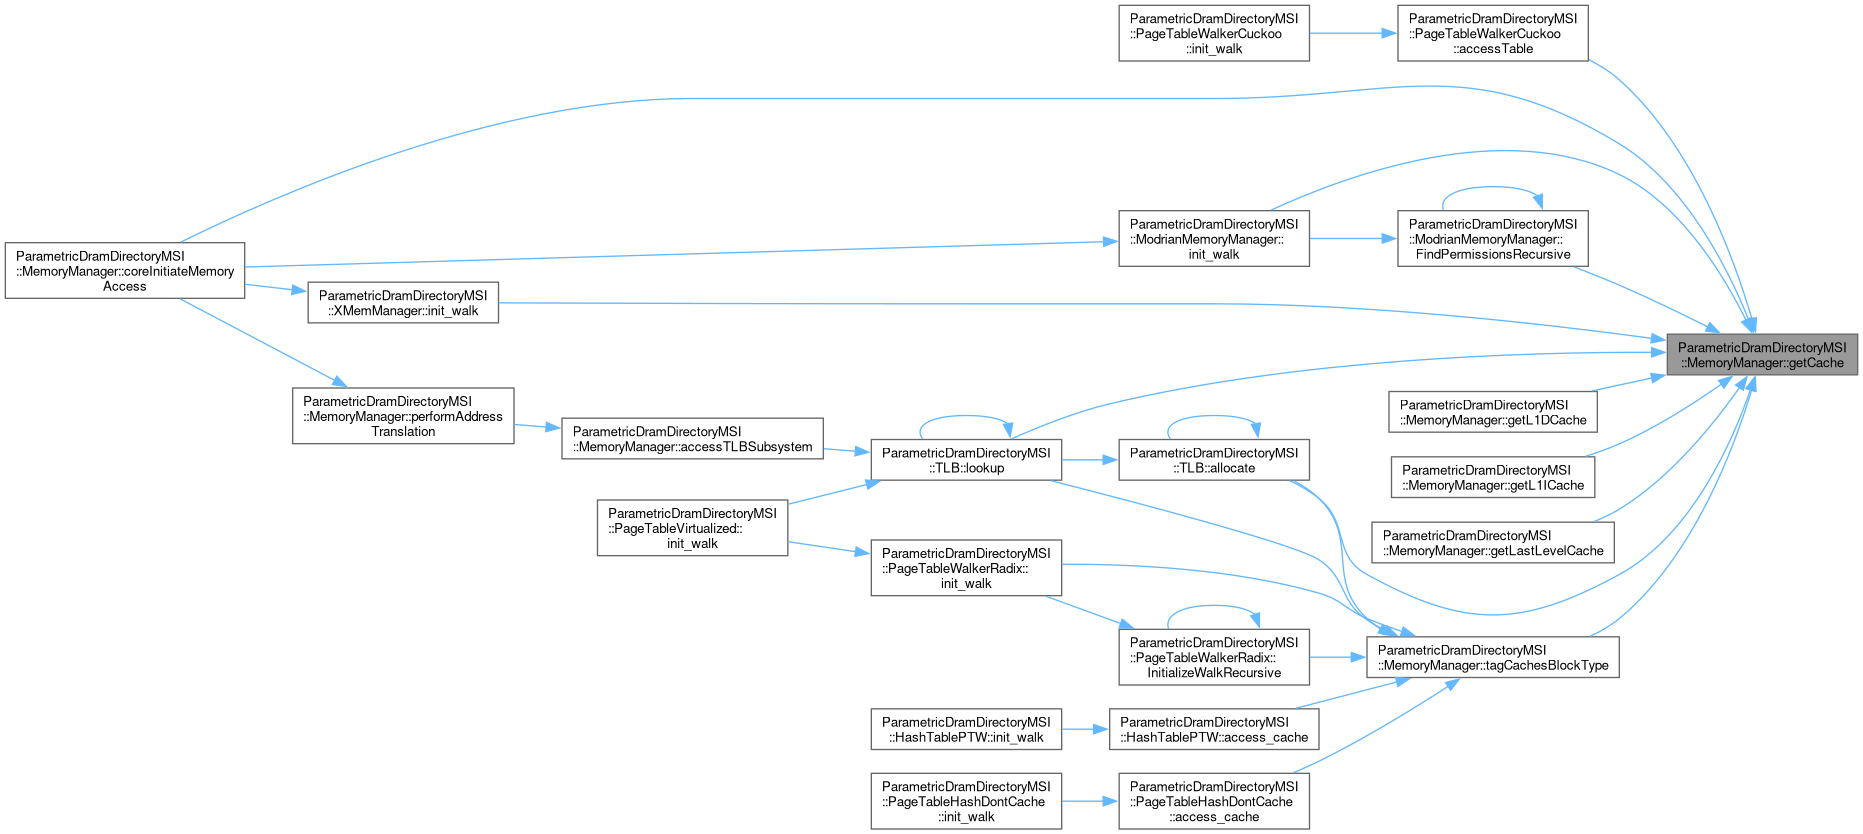 ParametricDramDirectoryMSI
::PageTableWalkerCuckoo
::init_walk
ParametricDramDirectoryMSI
::PageTableWalkerCuckoo
::accessTable
ParametricDramDirectoryMSI
::MemoryManager::coreInitiateMemory
Access
ParametricDramDirectoryMSI
::XMemManager::init_walk
ParametricDramDirectoryMSI
::ModrianMemoryManager::
init_walk
ParametricDramDirectoryMSI
::ModrianMemoryManager::
FindPermissionsRecursive
ParametricDramDirectoryMSI
::MemoryManager::getCache
ParametricDramDirectoryMSI
::MemoryManager::performAddress
Translation
ParametricDramDirectoryMSI
::MemoryManager::accessTLBSubsystem
ParametricDramDirectoryMSI
::TLB::lookup
ParametricDramDirectoryMSI
::TLB::allocate
ParametricDramDirectoryMSI
::MemoryManager::getL1DCache
ParametricDramDirectoryMSI
::MemoryManager::getL1ICache
ParametricDramDirectoryMSI
::MemoryManager::getLastLevelCache
ParametricDramDirectoryMSI
::PageTableVirtualized::
init_walk
ParametricDramDirectoryMSI
::PageTableWalkerRadix::
init_walk
ParametricDramDirectoryMSI
::PageTableWalkerRadix::
InitializeWalkRecursive
ParametricDramDirectoryMSI
::MemoryManager::tagCachesBlockType
ParametricDramDirectoryMSI
::HashTablePTW::init_walk
ParametricDramDirectoryMSI
::HashTablePTW::access_cache
ParametricDramDirectoryMSI
::PageTableHashDontCache
::init_walk
ParametricDramDirectoryMSI
::PageTableHashDontCache
::access_cache